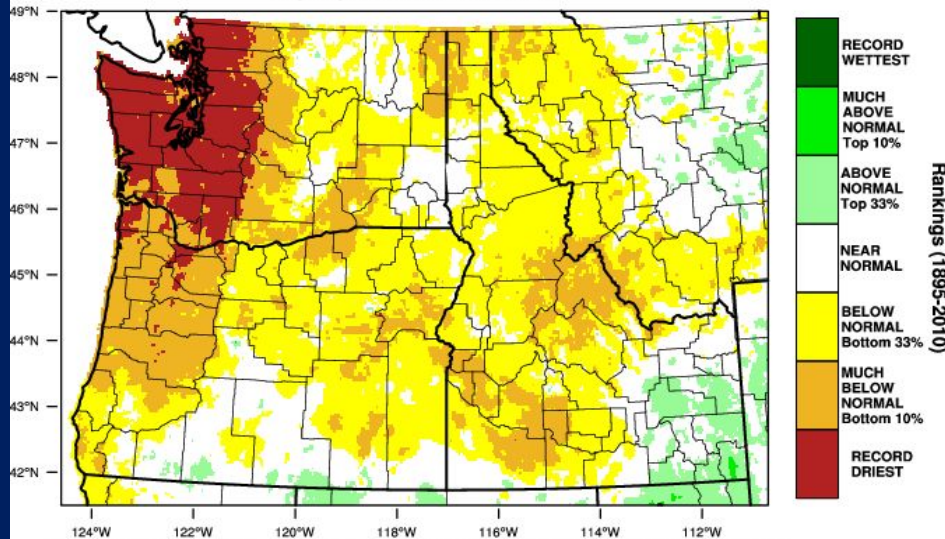 49°N
48°N
47°N
46°N
45°N
44°N
43°N
42°N
124°W
122°W
120°W
118°W
116°W
114°W
112°W
RECORD
WETTEST
MUCH
ABOVE
NORMAL
Top 10%
ABOVE
NORMAL
Top 33%
NEAR
NORMAL
BELOW
NORMAL
Bottom 33%
MUCH
BELOW
NORMAL
Bottom 10%
RECORD
DRIEST
Rankings (1895-2010)